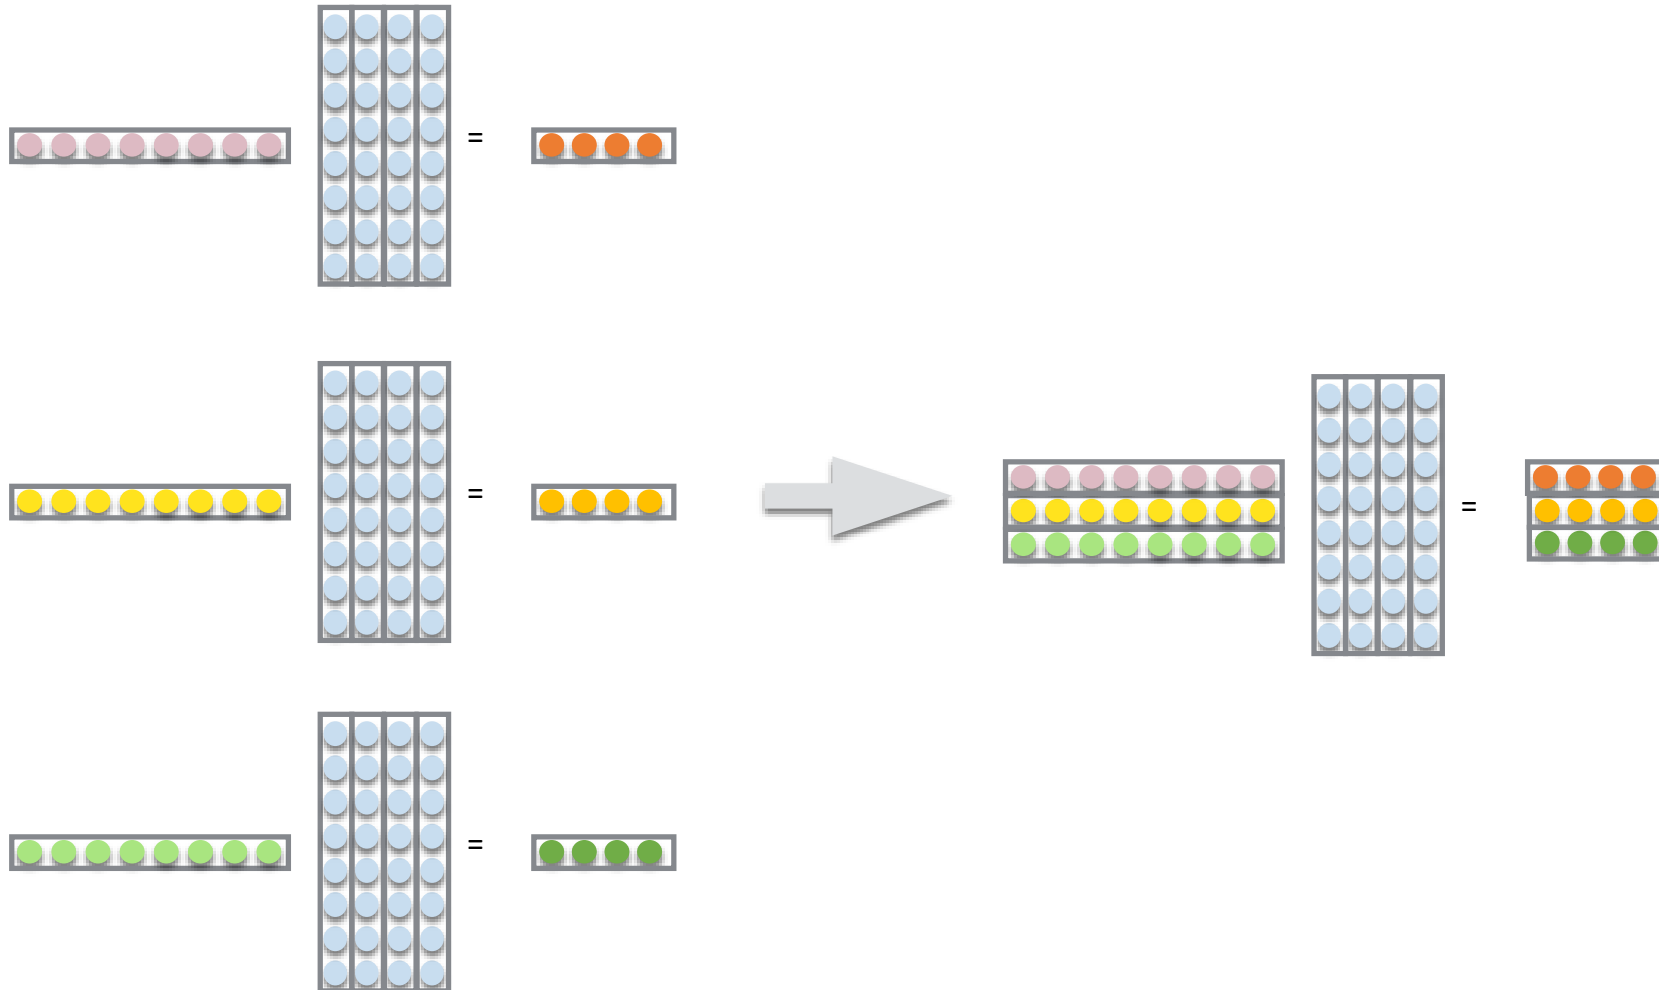 =
=
=
=